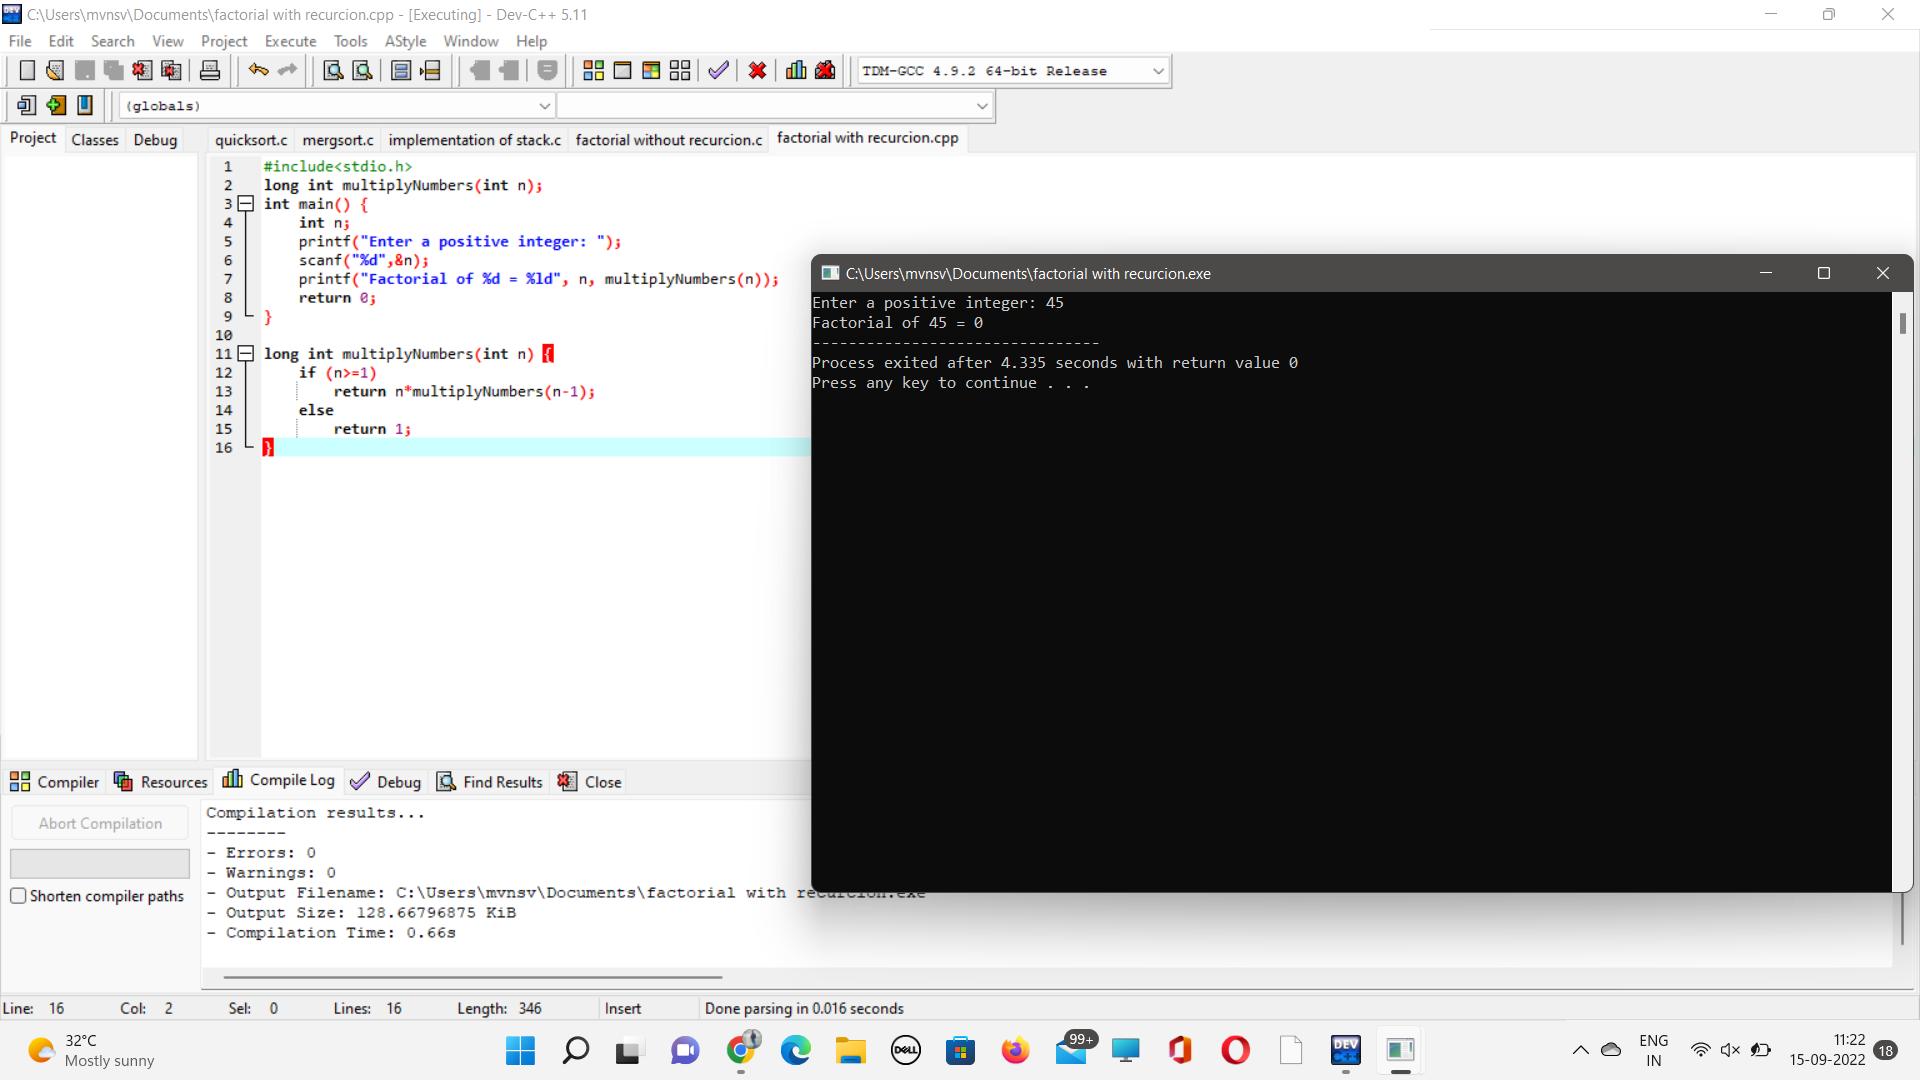 C:\Users\mvnsv\Documents\factorial with recurcion.cpp - [Executing] - Dev-C++ 5.11
File Edit Search View Project Execute Tools AStyle Window Help
TDM-GCC 4.9.2 64-bit Release
(globals)
Project Classes Debug
quicksort.c mergsort.c implementation of stack.c factorial without recurcion.c factorial with recurcion.cpp
1 #include<stdio.h>
2 long int multiplyNumbers(int n);
3 int main() {
4 int n;
5 printf("Enter a positive integer: ");
6 scanf("%d",&n);
7 printf("Factorial of %d = %ld", n, multiplyNumbers(n));
8 return 0;
9 }
10
11 long int multiplyNumbers(int n) {
12 if (n>=1)
13 return n*multiplyNumbers(n-1);
14 else
15 return 1;
16 }
C:\Users\mvnsv\Documents\factorial with recurcion.exe
Enter a positive integer: 45
Factorial of 45 = 0
--------------------------------
Process exited after 4.335 seconds with return value 0
Press any key to continue . . .
Compiler Resources Compile Log Debug Find Results Close
Abort Compilation
Shorten compiler paths
Compilation results...
--------
- Errors: 0
- Warnings: 0
- Output Filename: C:\Users\mvnsv\Documents\factorial with recurcion.exe
- Output Size: 128.66796875 KiB
- Compilation Time: 0.66s
Line: 16 Col: 2 Sel: 0 Lines: 16 Length: 346 Insert Done parsing in 0.016 seconds
32°C
Mostly sunny
DELL
99+
DEV
C++
ENG
IN
11:22
15-09-2022
18